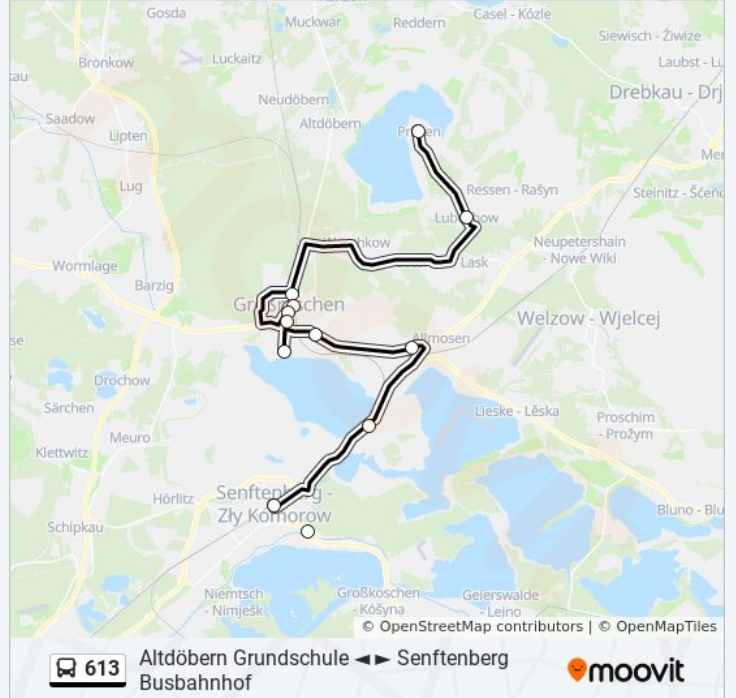 Gosda
Casel - Kózle
Muckwar
Reddern
Siewisch - Žiwize
Bronkow
Luckaitz
Laubst - Lu
Neudöbern
Drebkau - Drj
Saadow
Altdöbern
Lipten
Lug
Ressen - Rašyn
Steinitz - Šćeńc
Neupetershain
- Nowe Wiki
Wormlage
Lask
Barzig
Welzow - Wjelcej
Allmosen
Drochow
Särchen
Lieske - Lěska
Proschim
- Prožym
Meuro
Klettwitz
Hörlitz
Senftenberg -
Zły Komorow
Bluno - Blu
Schipkau
Niemtsch
- Nimješk
Großkoschen
- Kóšyna
Geierswalde
- Leino
© OpenStreetMap contributors | © OpenMapTiles
613
Altdöbern Grundschule ◄ ► Senftenberg
Busbahnhof
moovit